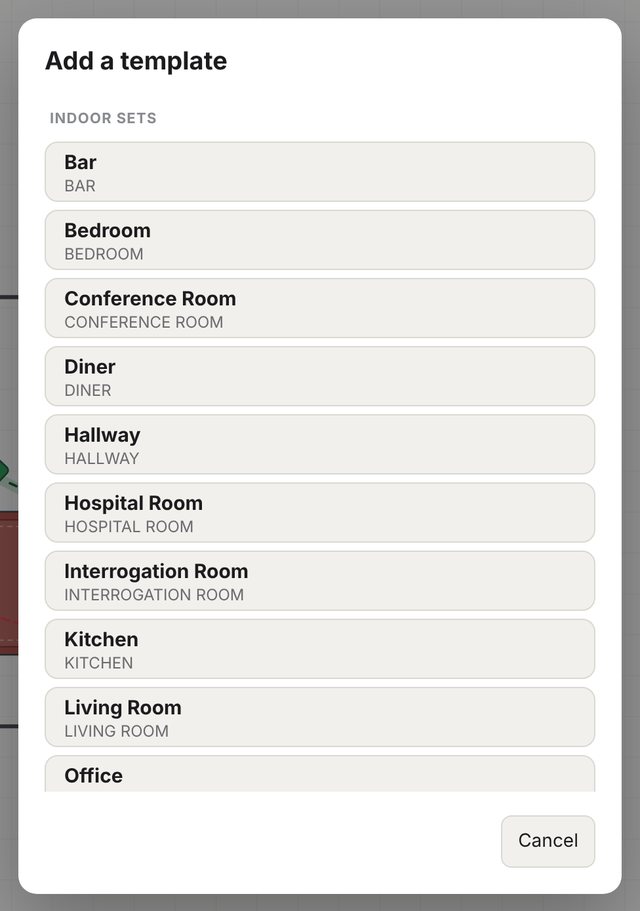 Add a template
INDOOR SETS
Bar
BAR
Bedroom
BEDROOM
Conference Room
CONFERENCE ROOM
Diner
DINER
Hallway
HALLWAY
Hospital Room
HOSPITAL ROOM
Interrogation Room
INTERROGATION ROOM
Kitchen
KITCHEN
Living Room
LIVING ROOM
Office
Cancel